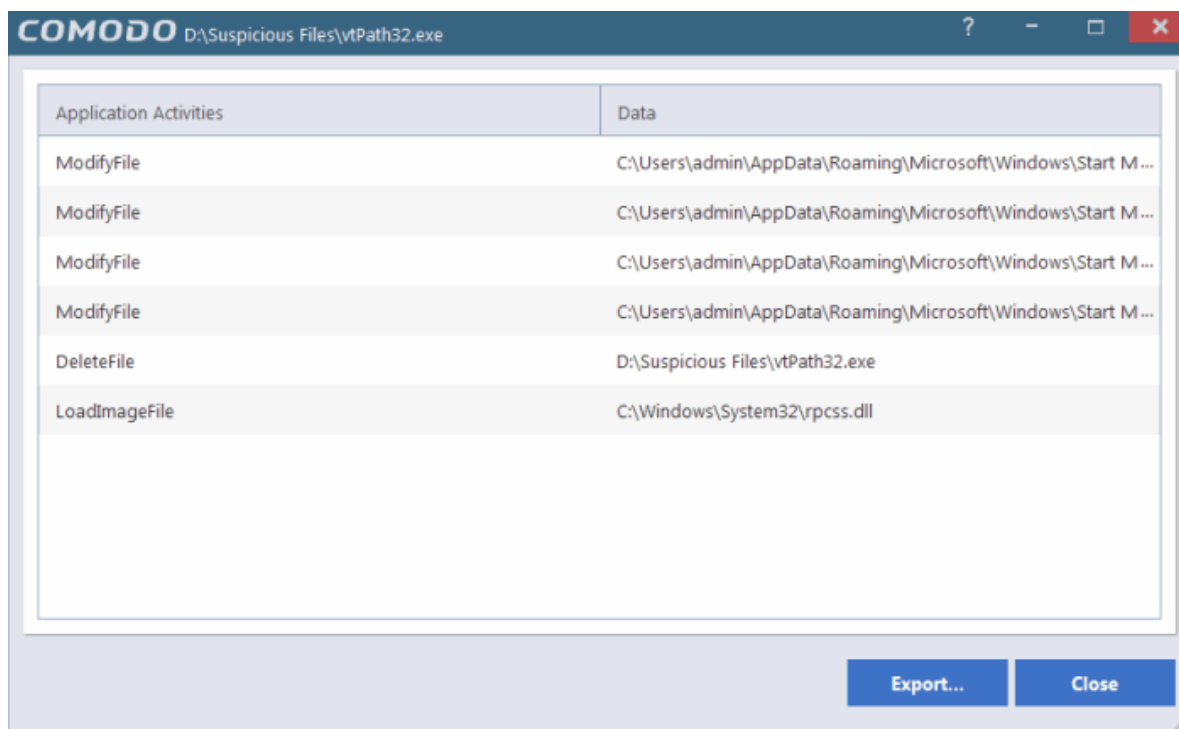 COMODO D:\Suspicious Files\vtPath32.exe ?
Application Activities Data
ModifyFile C:\Users\admin\AppData\Roaming\Microsoft\Windows\Start M...
ModifyFile C:\Users\admin\AppData\Roaming\Microsoft\Windows\Start M...
ModifyFile C:\Users\admin\AppData\Roaming\Microsoft\Windows\Start M...
ModifyFile C:\Users\admin\AppData\Roaming\Microsoft\Windows\Start M...
DeleteFile D:\Suspicious Files\vtPath32.exe
LoadImageFile C:\Windows\System32\rpcss.dll
Export... Close